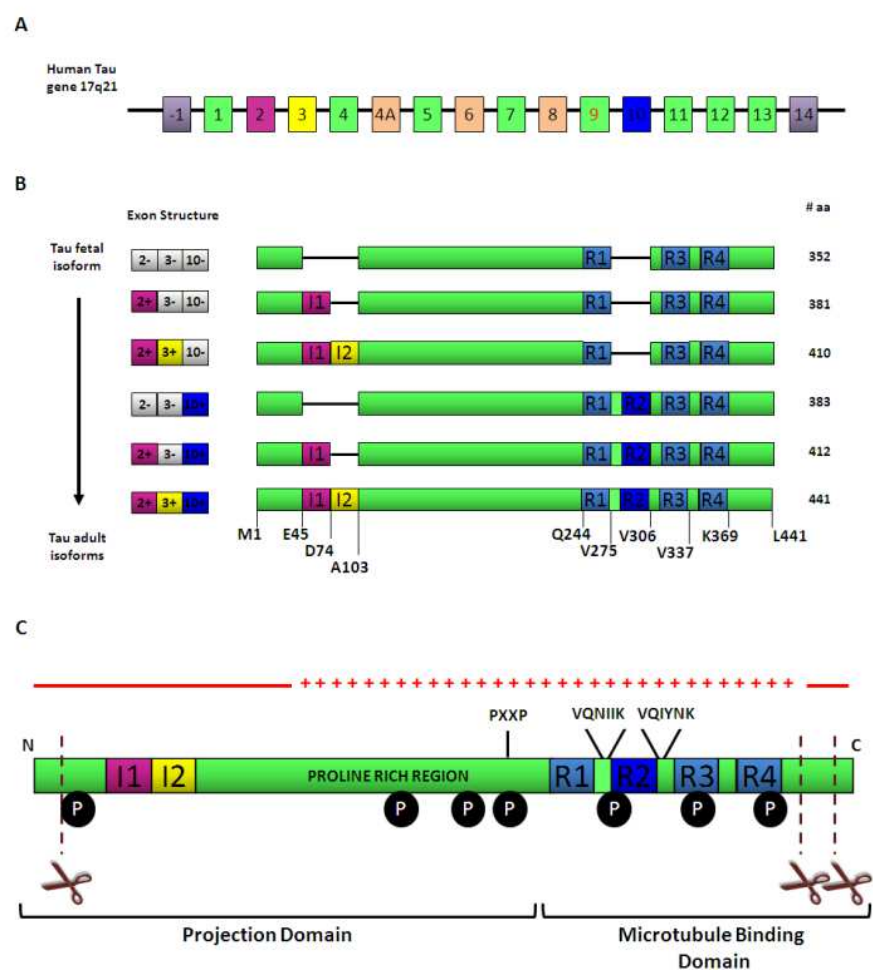 A
Human Tau
gene 17q21
-1 1 2 3 4 4A 5 6 7 8 9 10 11 12 13 14
B
Exon Structure
# aa
Tau fetal
isoform
2- 3- 10- R1 R3 R4 352
2+ 3- 10- I1 R1 R3 R4 381
2+ 3+ 10- I1 I2 R1 R3 R4 410
2- 3- 10+ R1 R2 R3 R4 383
2+ 3- 10+ I1 R1 R2 R3 R4 412
2+ 3+ 10+ I1 I2 R1 R2 R3 R4 441
Tau adult
isoforms
M1 E45 D74 A103 Q244 V275 V306 V337 K369 L441
C
+ + + + + + + + + + + + + + + + + + + + + + + + + + + + + + +
PXXP VQNIIK VQIYNK
N C
I1 I2 PROLINE RICH REGION R1 R2 R3 R4
P P P P P P P
Projection Domain
Microtubule Binding
Domain